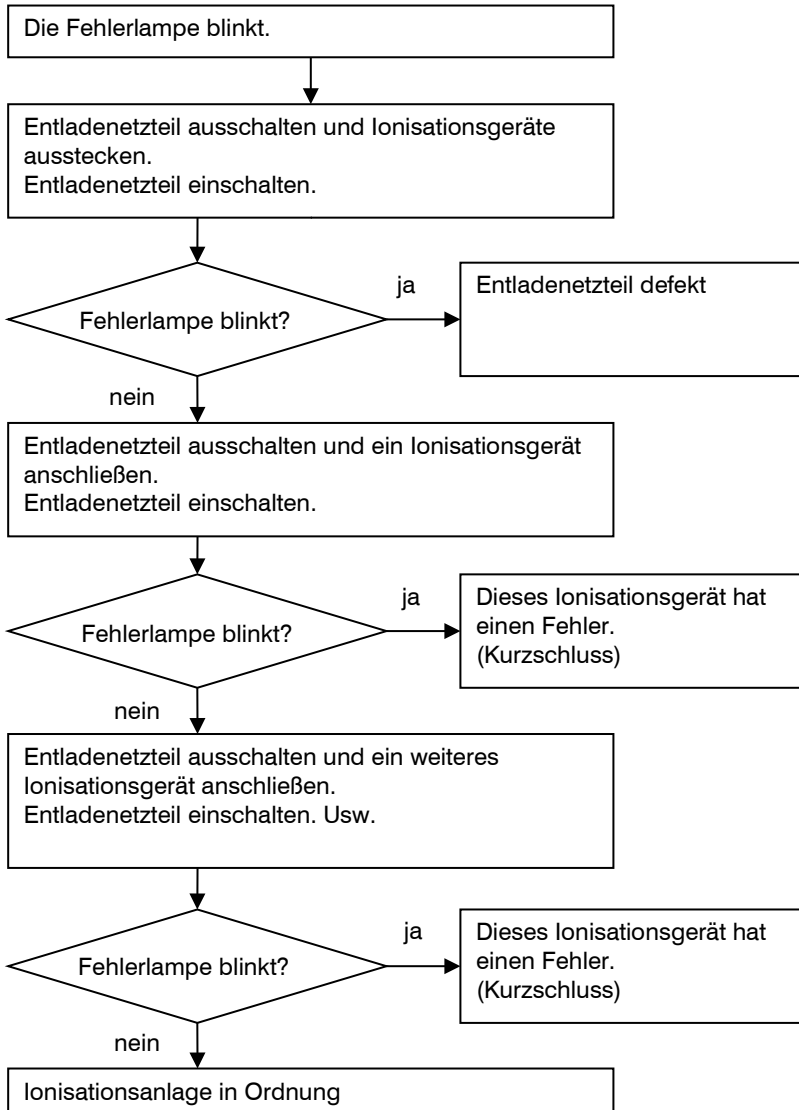 Die Fehlerlampe blinkt.
Entladenetzteil ausschalten und Ionisationsgeräte
ausstecken.
Entladenetzteil einschalten.
Fehlerlampe blinkt?
ja
Entladenetzteil defekt
nein
Entladenetzteil ausschalten und ein Ionisationsgerät
anschließen.
Entladenetzteil einschalten.
Fehlerlampe blinkt?
ja
Dieses Ionisationsgerät hat
einen Fehler.
(Kurzschluss)
nein
Entladenetzteil ausschalten und ein weiteres
Ionisationsgerät anschließen.
Entladenetzteil einschalten. Usw.
Fehlerlampe blinkt?
ja
Dieses Ionisationsgerät hat
einen Fehler.
(Kurzschluss)
nein
Ionisationsanlage in Ordnung